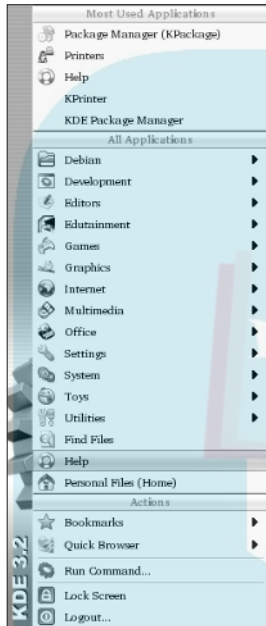 Most Used Applications
Package Manager (KPackage)
Printers
Help
KPrinter
KDE Package Manager
All Applications
Debian
Development
Editors
Edutainment
Games
Graphics
Internet
Multimedia
Office
Settings
System
Toys
Utilities
Find Files
Help
Personal Files (Home)
Actions
Bookmarks
Quick Browser
Run Command...
Lock Screen
Logout...
KDE 3.2